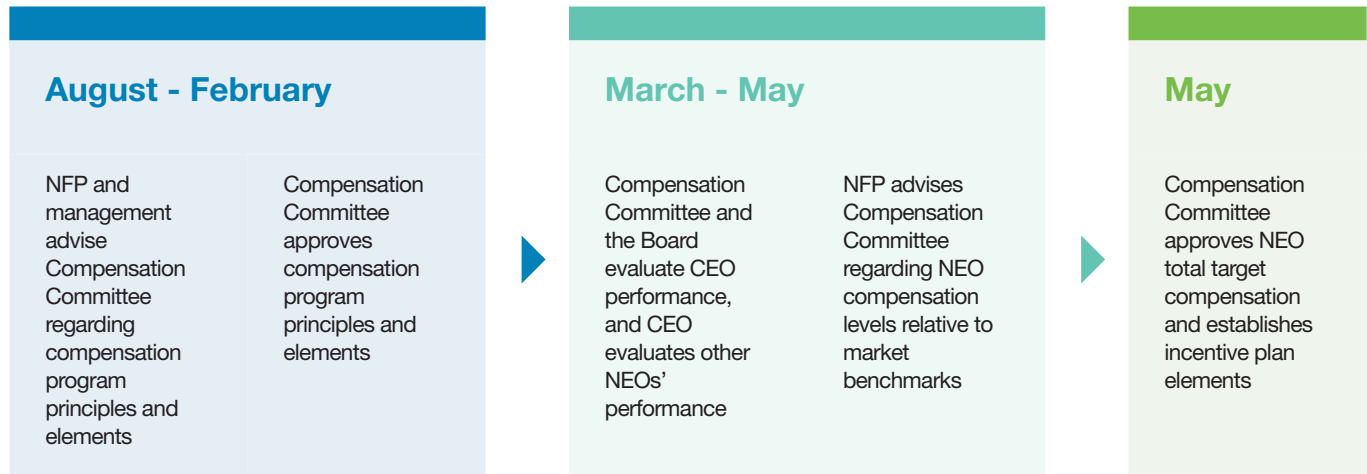 August - February
NFP and
management
advise
Compensation
Committee
regarding
compensation
program
principles and
elements
Compensation
Committee
approves
compensation
program
principles and
elements
March - May
Compensation
Committee and
the Board
evaluate CEO
performance,
and CEO
evaluates other
NEOs’
performance
NFP advises
Compensation
Committee
regarding NEO
compensation
levels relative to
market
benchmarks
May
Compensation
Committee
approves NEO
total target
compensation
and establishes
incentive plan
elements